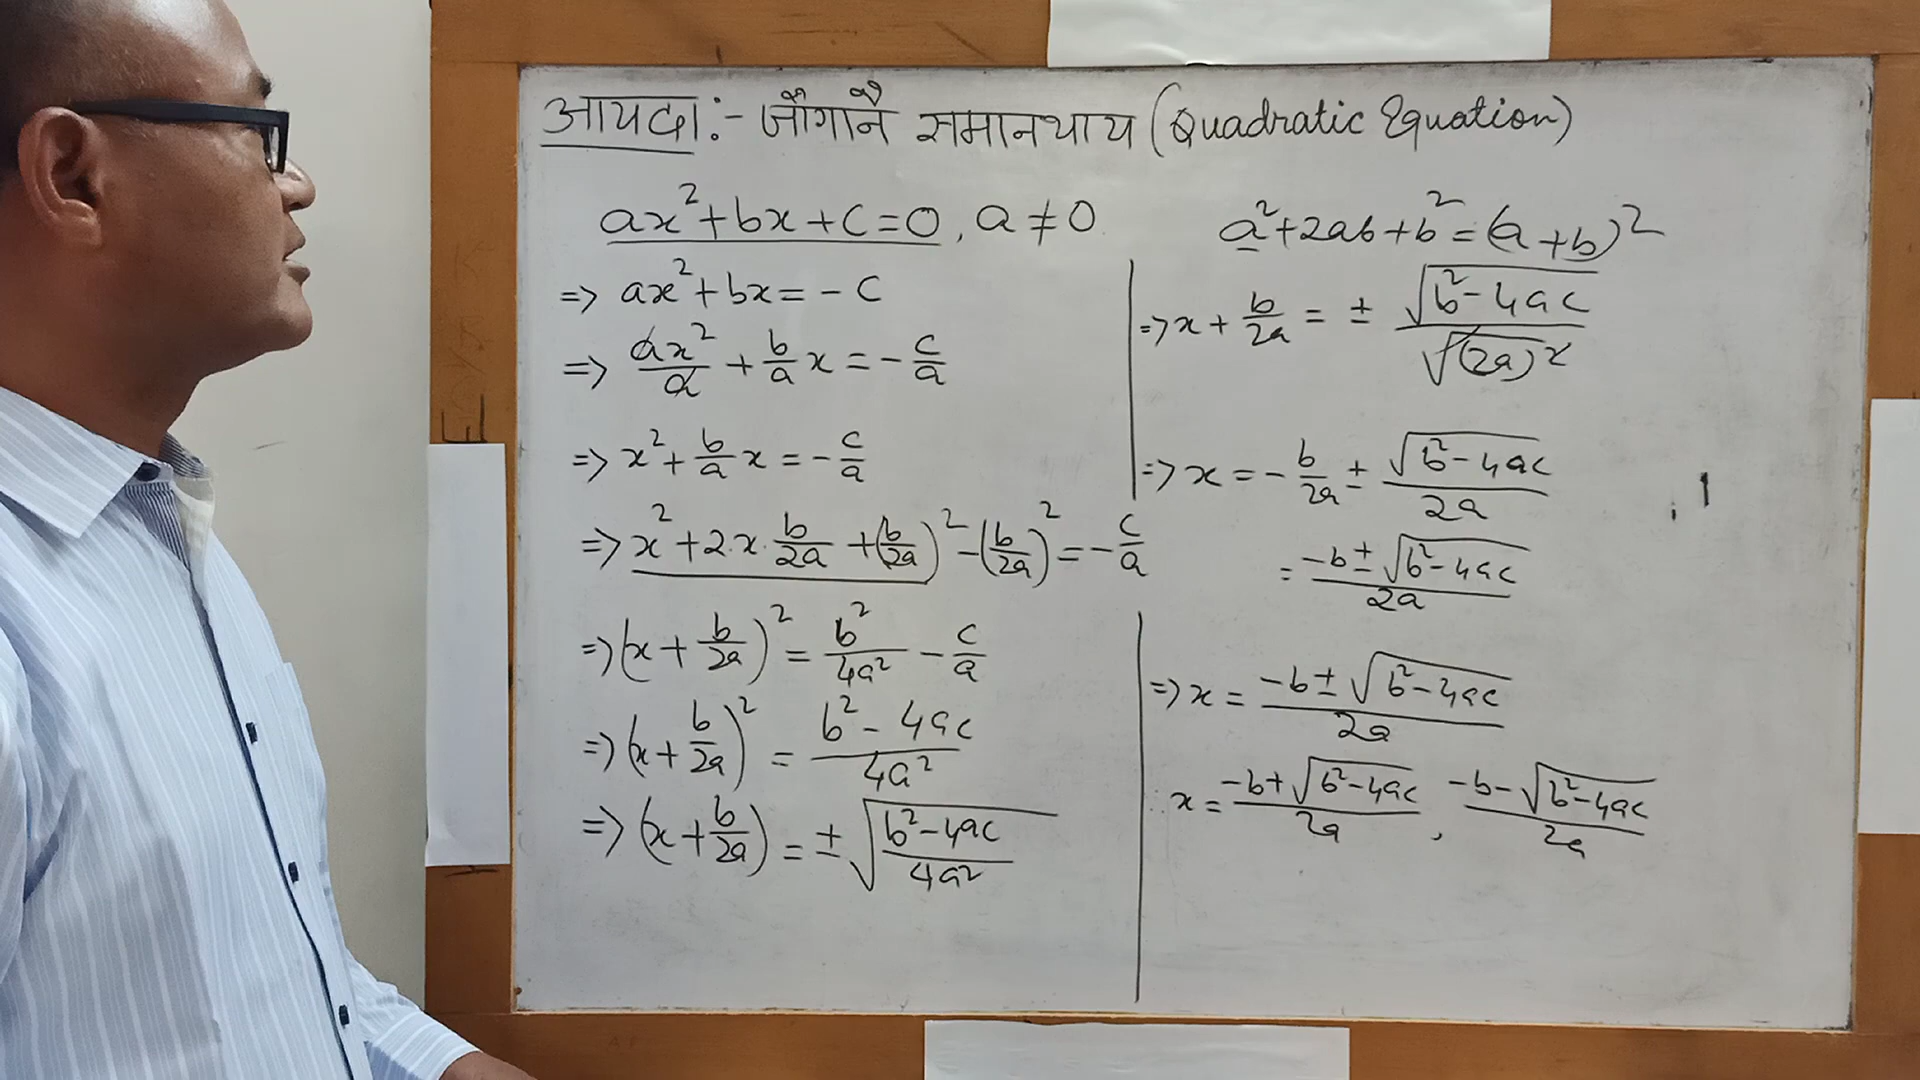 आयदा :- जौगानै समानथाय (Quadratic Equation)
ax² + bx + c = 0, a ≠ 0
=> ax² + bx = - c
=> ax²/a + b/a x = - c/a
=> x² + b/a x = - c/a
=> x² + 2·x· b/2a + (b/2a)² - (b/2a)² = - c/a
=> (x + b/2a)² = b²/4a² - c/a
=> (x + b/2a)² = b² - 4ac/4a²
=> (x + b/2a) = ± √b² - 4ac/4a²
a² + 2ab + b² = (a + b)²
=> x + b/2a = ± √b² - 4ac/√(2a)²
=> x = - b/2a ± √b² - 4ac/2a
= -b ± √b² - 4ac/2a
=> x = -b ± √b² - 4ac/2a
x = -b + √b² - 4ac/2a , -b - √b² - 4ac/2a